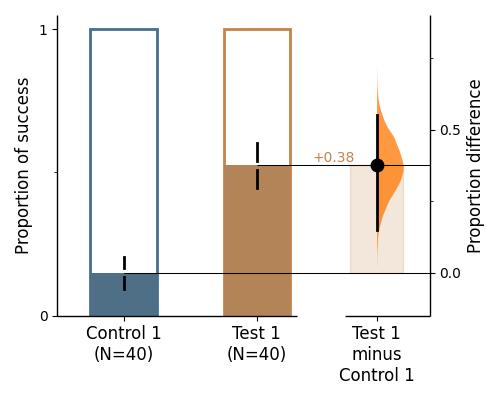 1
Proportion of success
0
Control 1
(N=40)
Test 1
(N=40)
+0.38
0.5
0.0
Proportion difference
Test 1
minus
Control 1